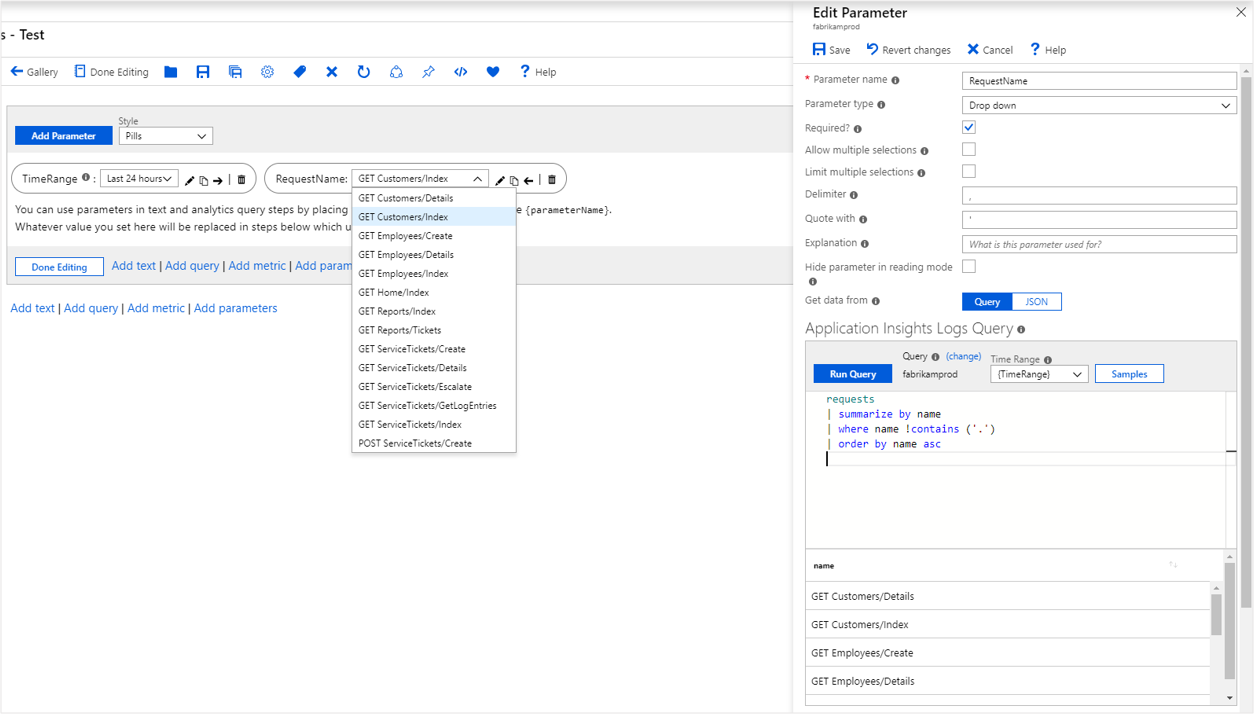 s - Test
Gallery Done Editing Help
Add Parameter Style Pills
TimeRange : Last 24 hours RequestName: GET Customers/Index
GET Customers/Details
GET Customers/Index
GET Employees/Create
GET Employees/Details
GET Employees/Index
GET Home/Index
GET Reports/Index
GET Reports/Tickets
GET ServiceTickets/Create
GET ServiceTickets/Details
GET ServiceTickets/Escalate
GET ServiceTickets/GetLogEntries
GET ServiceTickets/Index
POST ServiceTickets/Create
You can use parameters in text and analytics query steps by placing e {parameterName}.
Whatever value you set here will be replaced in steps below which u
Done Editing Add text | Add query | Add metric | Add param
Add text | Add query | Add metric | Add parameters
Edit Parameter
fabrikamprod
Save Revert changes Cancel Help
* Parameter name RequestName
Parameter type Drop down
Required?
Allow multiple selections
Limit multiple selections
Delimiter ,
Quote with '
Explanation What is this parameter used for?
Hide parameter in reading mode
Get data from Query JSON
Application Insights Logs Query
Run Query Query (change) fabrikamprod Time Range {TimeRange} Samples
requests
| summarize by name
| where name !contains ('.')
| order by name asc
name
GET Customers/Details
GET Customers/Index
GET Employees/Create
GET Employees/Details